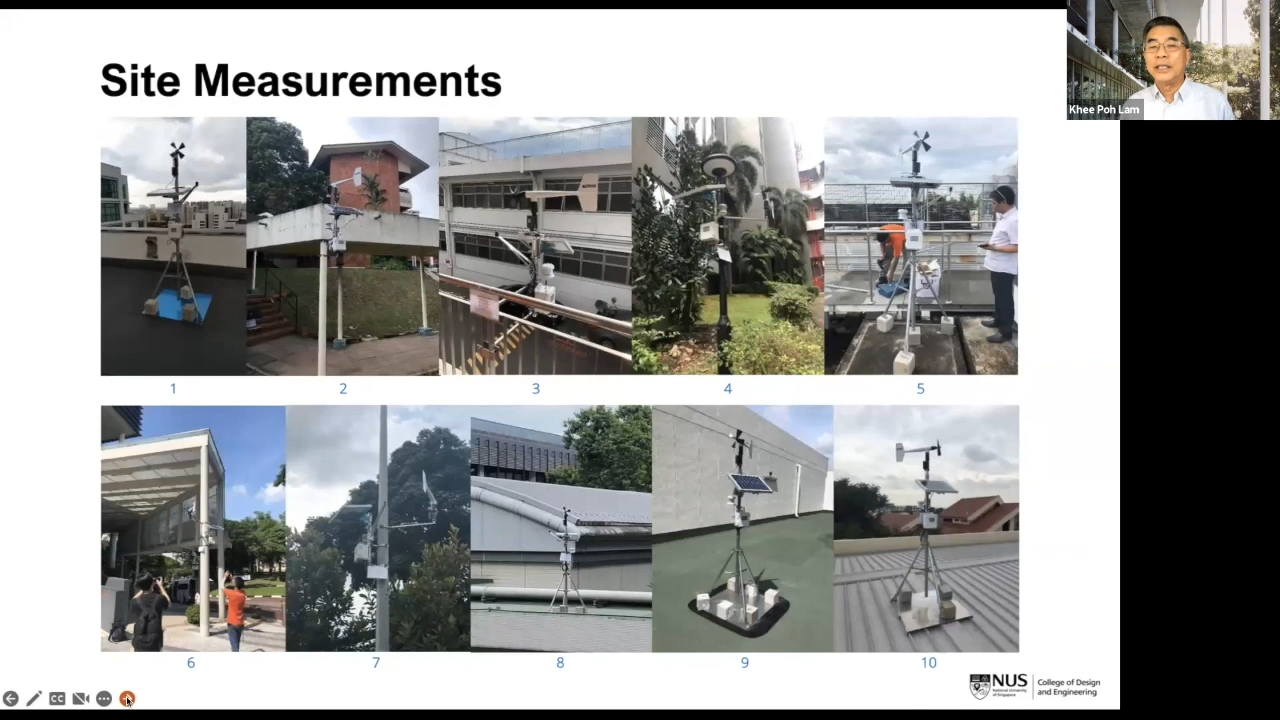 Site Measurements
Khee Poh Lam
1
2
3
4
5
6
7
8
9
10
CC
NUS
National University
of Singapore
College of Design
and Engineering